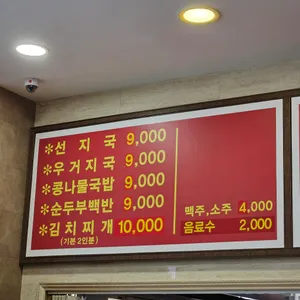 *선지국 9,000
*우거지국 9,000
*콩나물국밥 9,000
*순두부백반 9,000
*김치찌개 10,000
(기본 2인분)
맥주,소주 4,000
음료수 2,000